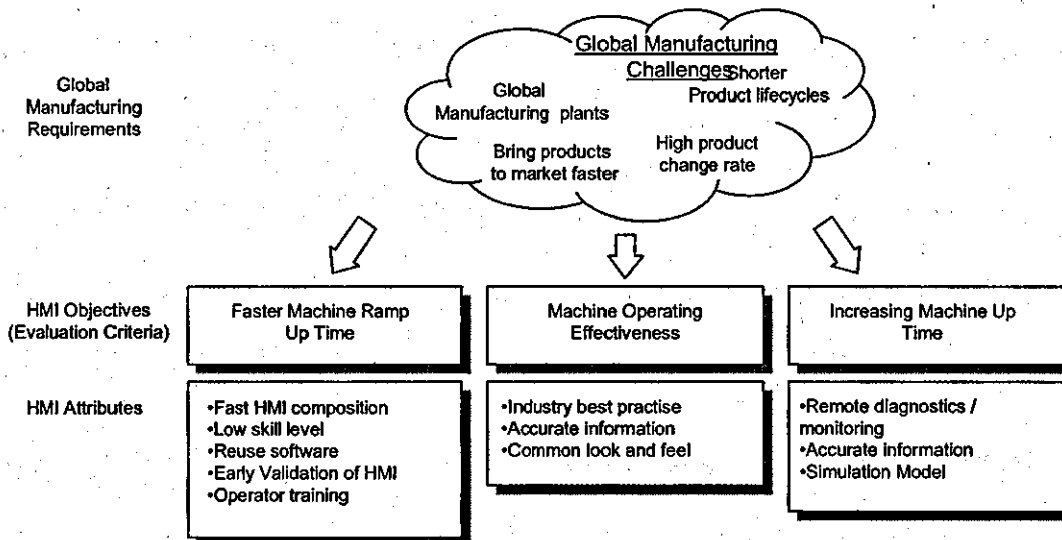 Global Manufacturing
Challenges
Shorter
Product lifecycles
Global
Manufacturing plants
Bring products
to market faster
High product
change rate
Global
Manufacturing
Requirements
HMI Objectives
(Evaluation Criteria)
Faster Machine Ramp
Up Time
Machine Operating
Effectiveness
Increasing Machine Up
Time
HMI Attributes
•Fast HMI composition
•Low skill level
•Reuse software
•Early Validation of HMI
•Operator training
•Industry best practise
•Accurate information
•Common look and feel
•Remote diagnostics /
monitoring
•Accurate information
•Simulation Model